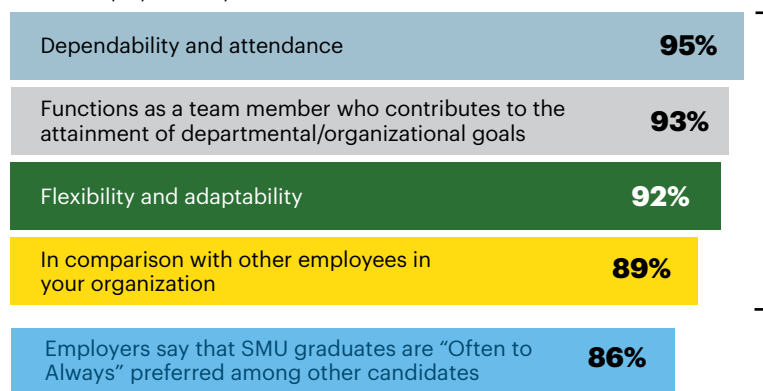 Dependability and attendance
95%
Functions as a team member who contributes to the
attainment of departmental/organizational goals
93%
Flexibility and adaptability
92%
In comparison with other employees in
your organization
89%
Employers say that SMU graduates are “Often to
Always” preferred among other candidates
86%